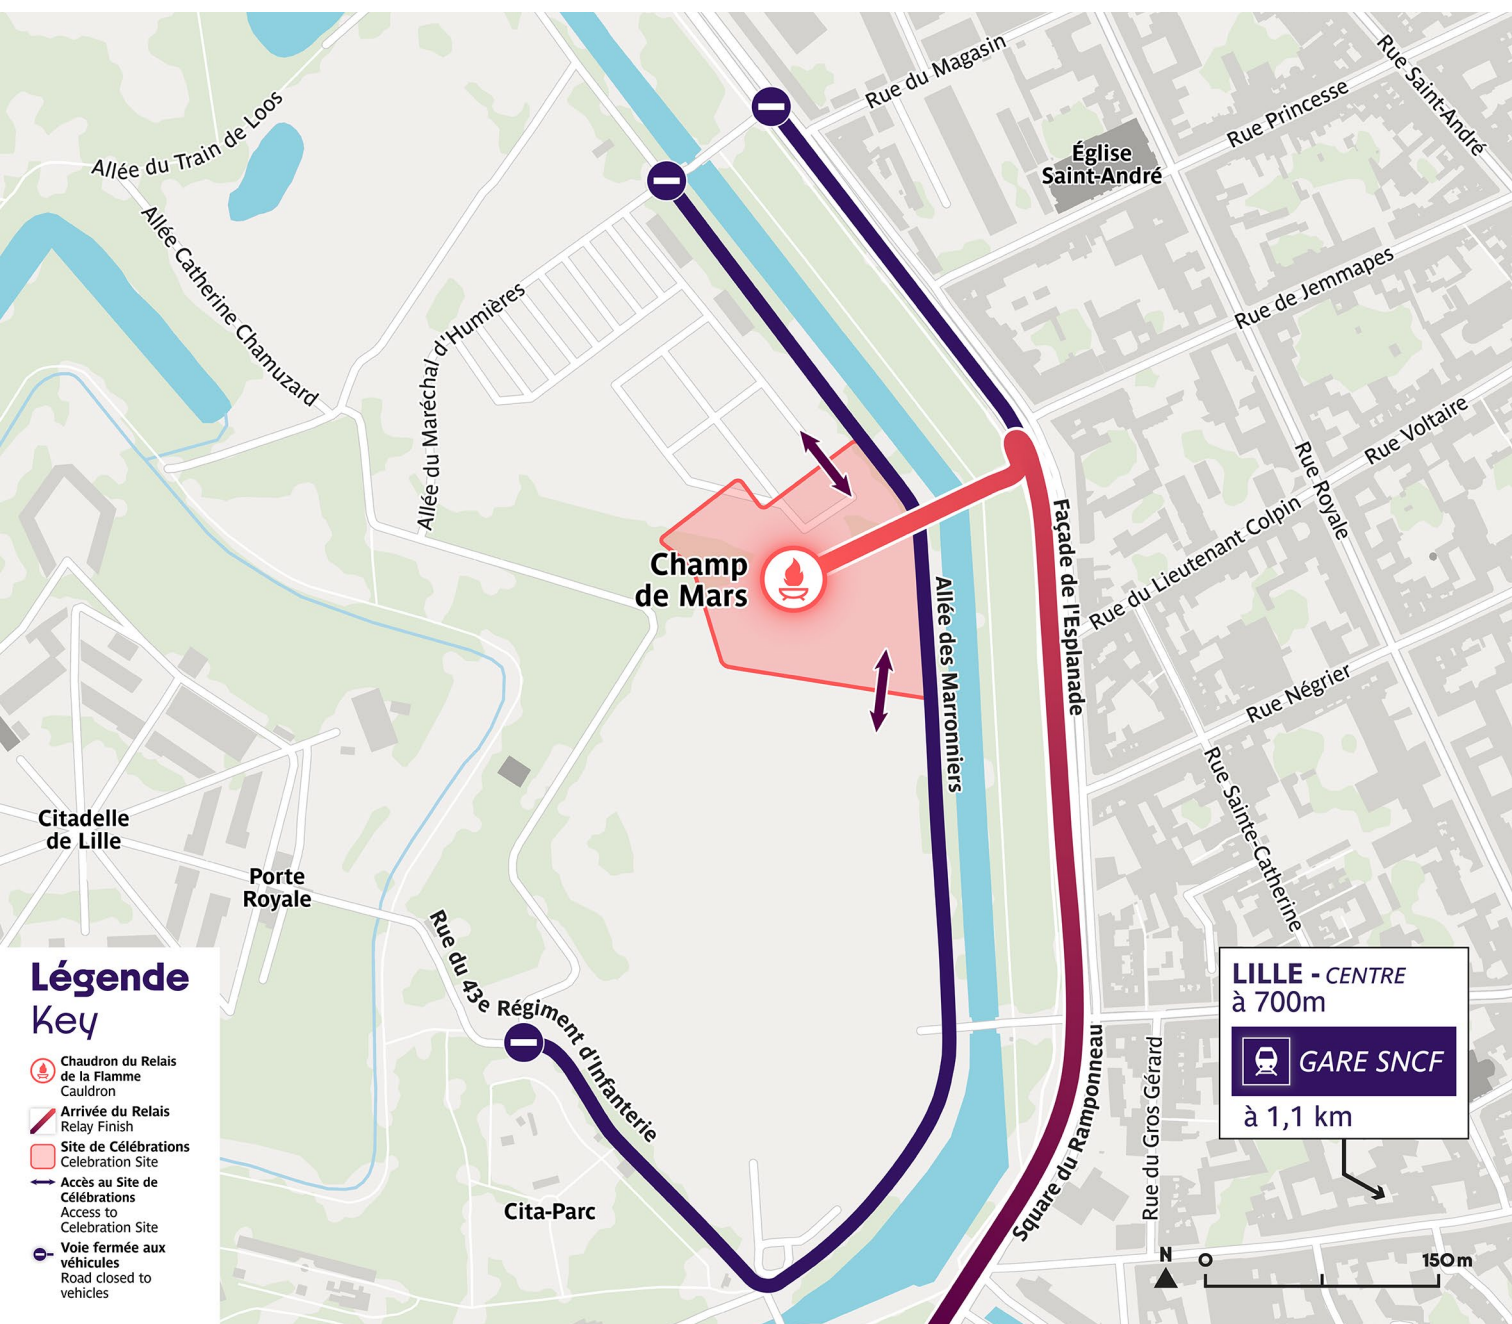 Rue du Magasin
Rue Saint-André
Rue Princesse
Allée du Train de Loos
Église
Saint-André
Allée Catherine Chamuzard
Rue de Jemmapes
Allée du Maréchal d'Humières
Rue Voltaire
Rue Royale
Façade de l'Esplanade
Rue du Lieutenant Colpin
Champ
de Mars
Allée des Marronniers
Rue Négrier
Rue Sainte-Catherine
Citadelle
de Lille
Porte
Royale
Rue du 43e Régiment d'Infanterie
Cita-Parc
Square du Ramponneau
Rue du Gros Gérard
LILLE - CENTRE
à 700m
GARE SNCF
à 1,1 km
N
0
150m
Légende
Key
Chaudron du Relais
de la Flamme
Cauldron
Arrivée du Relais
Relay Finish
Site de Célébrations
Celebration Site
Accès au Site de
Célébrations
Access to
Celebration Site
Voie fermée aux
véhicules
Road closed to
vehicles